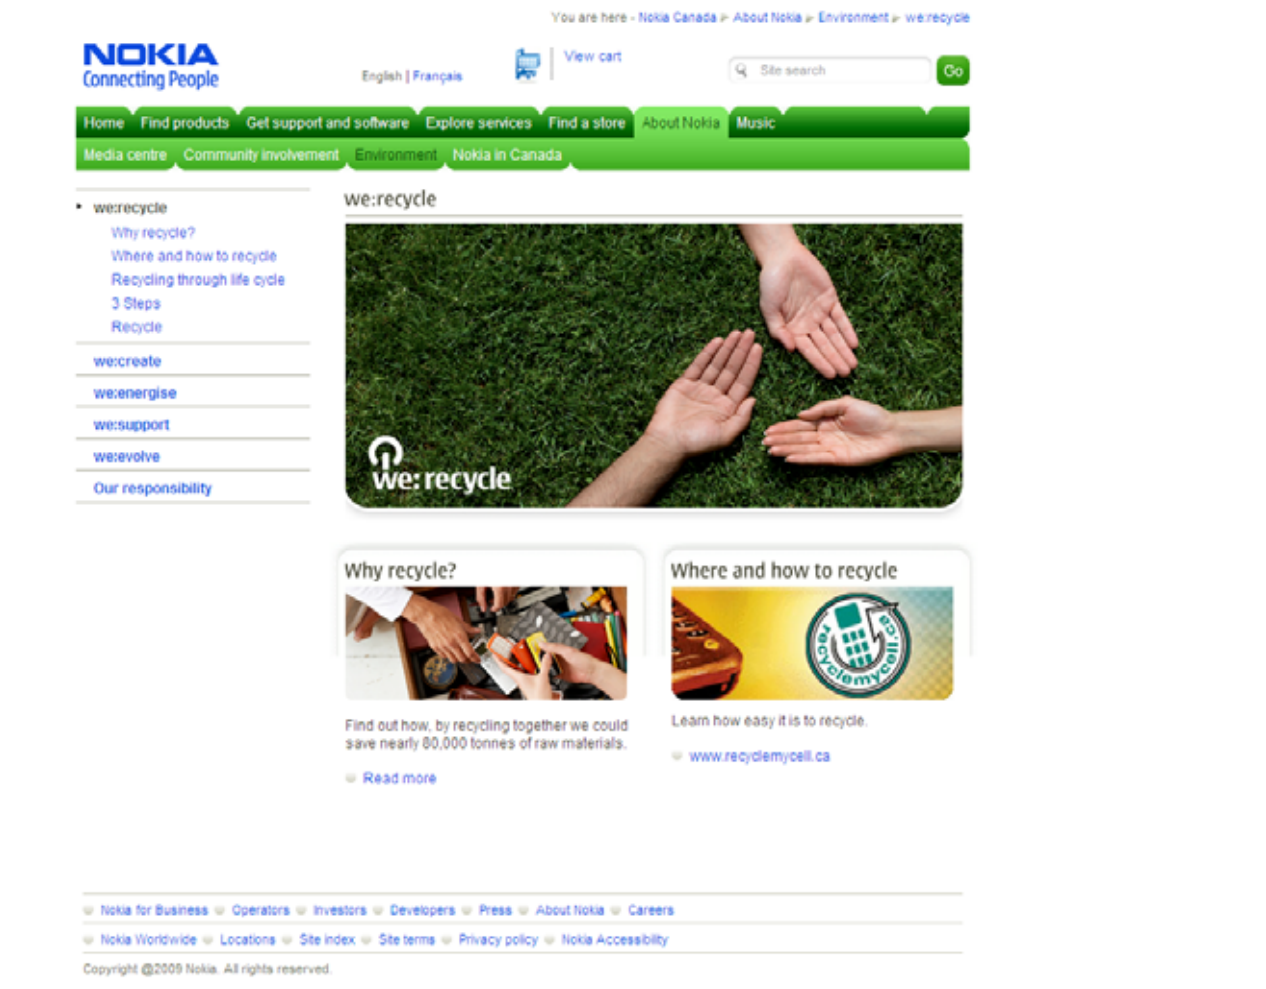 You are here - Nokia Canada ▸ About Nokia ▸ Environment ▸ we:recycle
NOKIA
Connecting People
English | Français
View cart
Site search
Go
Home Find products Get support and software Explore services Find a store About Nokia Music
Media centre Community involvement Environment Nokia in Canada
we:recycle
Why recycle?
Where and how to recycle
Recycling through life cycle
3 Steps
Recycle
we:create
we:energise
we:support
we:evolve
Our responsibility
we:recycle
we:recycle
Why recycle?
Find out how, by recycling together we could
save nearly 80,000 tonnes of raw materials.
Read more
Where and how to recycle
recyclemycell.ca
Learn how easy it is to recycle.
www.recyclemycell.ca
Nokia for Business Operators Investors Developers Press About Nokia Careers
Nokia Worldwide Locations Site index Site terms Privacy policy Nokia Accessibility
Copyright @2009 Nokia. All rights reserved.